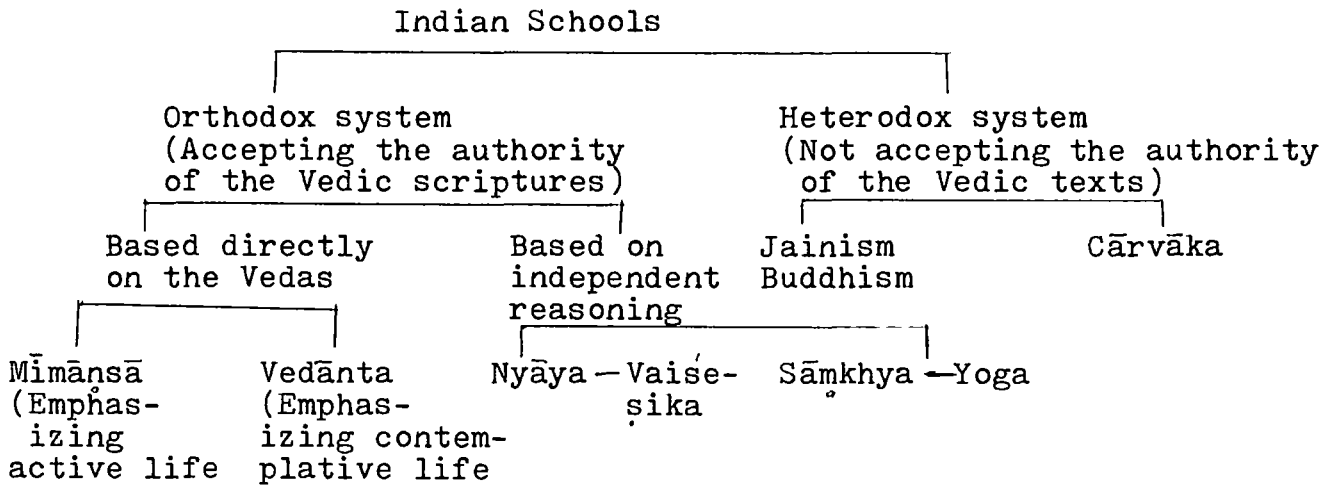 Indian Schools
Orthodox system
(Accepting the authority
of the Vedic scriptures)
Heterodox system
(Not accepting the authority
of the Vedic texts)
Based directly
on the Vedas
Based on
independent
reasoning
Jainism
Buddhism
Cārvāka
Mīmāṇsā
(Emphas-
izing
active life
Vedānta
(Emphas-
izing contem-
plative life
Nyāya — Vaiśe-
ṣika
Sāṃkhya — Yoga